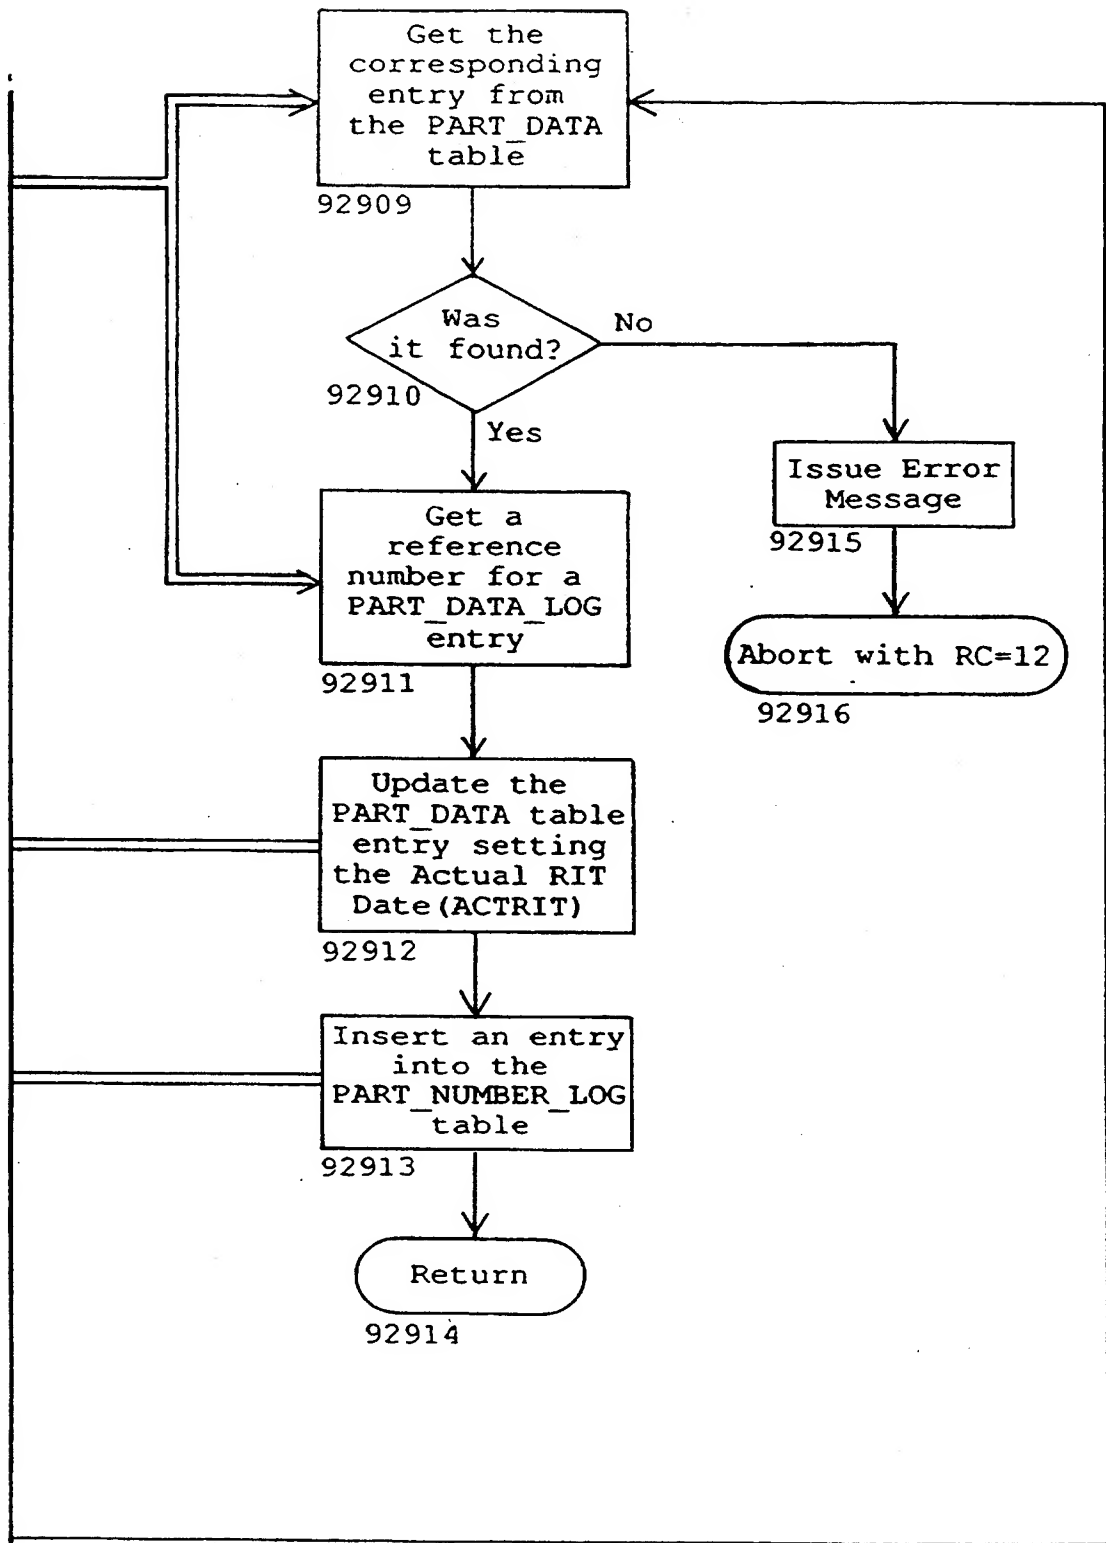 Get the
corresponding
entry from
the PART_DATA
table
92909
Was
it found?
No
92910
Yes
Issue Error
Message
92915
Get a
reference
number for a
PART_DATA_LOG
entry
92911
Abort with RC=12
92916
Update the
PART_DATA table
entry setting
the Actual RIT
Date(ACTRIT)
92912
Insert an entry
into the
PART_NUMBER_LOG
table
92913
Return
92914